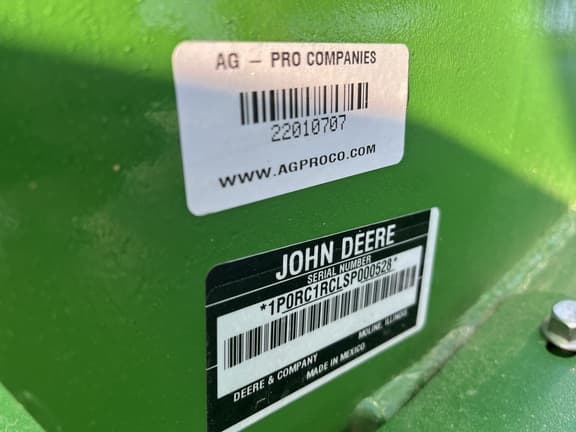 AG - PRO COMPANIES
22010707
WWW.AGPROCO.COM
JOHN DEERE
SERIAL NUMBER
*1P0RC1RCLSP000528*
DEERE & COMPANY MOLINE, ILLINOIS
MADE IN MEXICO